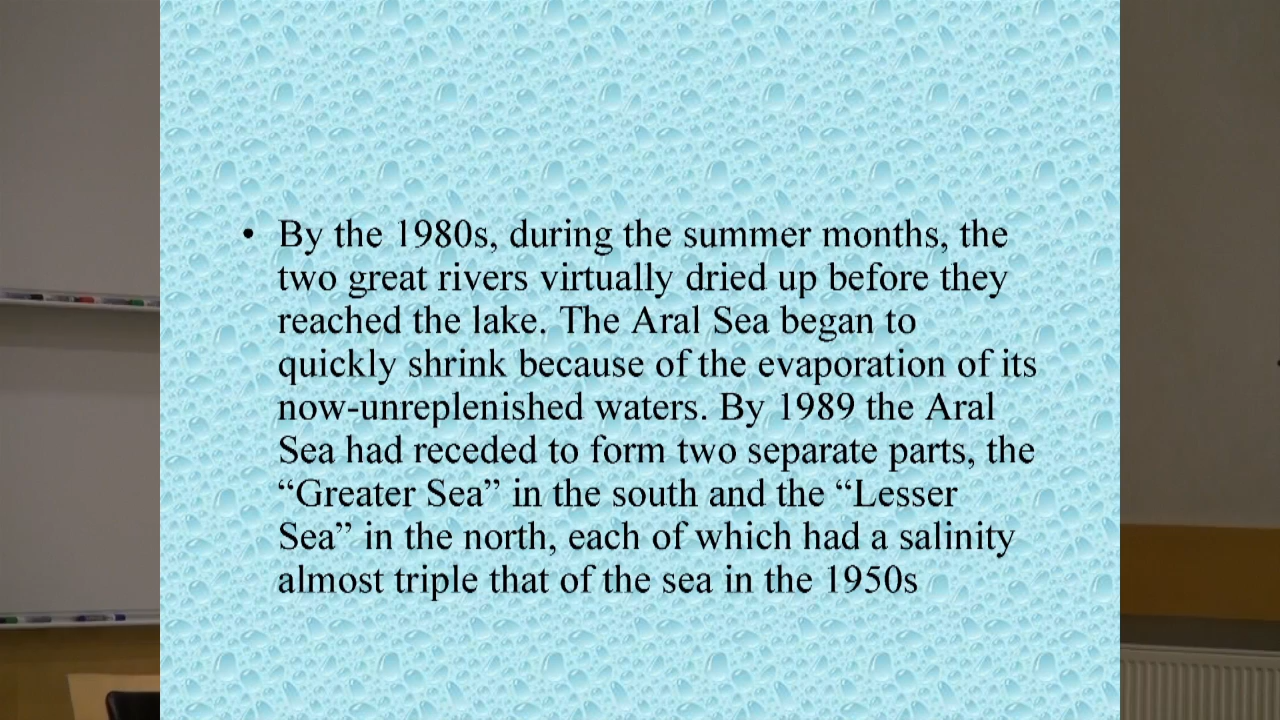 • By the 1980s, during the summer months, the
two great rivers virtually dried up before they
reached the lake. The Aral Sea began to
quickly shrink because of the evaporation of its
now-unreplenished waters. By 1989 the Aral
Sea had receded to form two separate parts, the
“Greater Sea” in the south and the “Lesser
Sea” in the north, each of which had a salinity
almost triple that of the sea in the 1950s